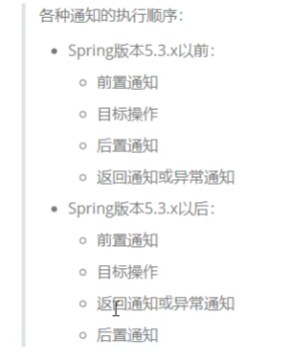 各种通知的执行顺序：
Spring版本5.3.x以前：
前置通知
目标操作
后置通知
返回通知或异常通知
Spring版本5.3.x以后：
前置通知
目标操作
返回通知或异常通知
后置通知